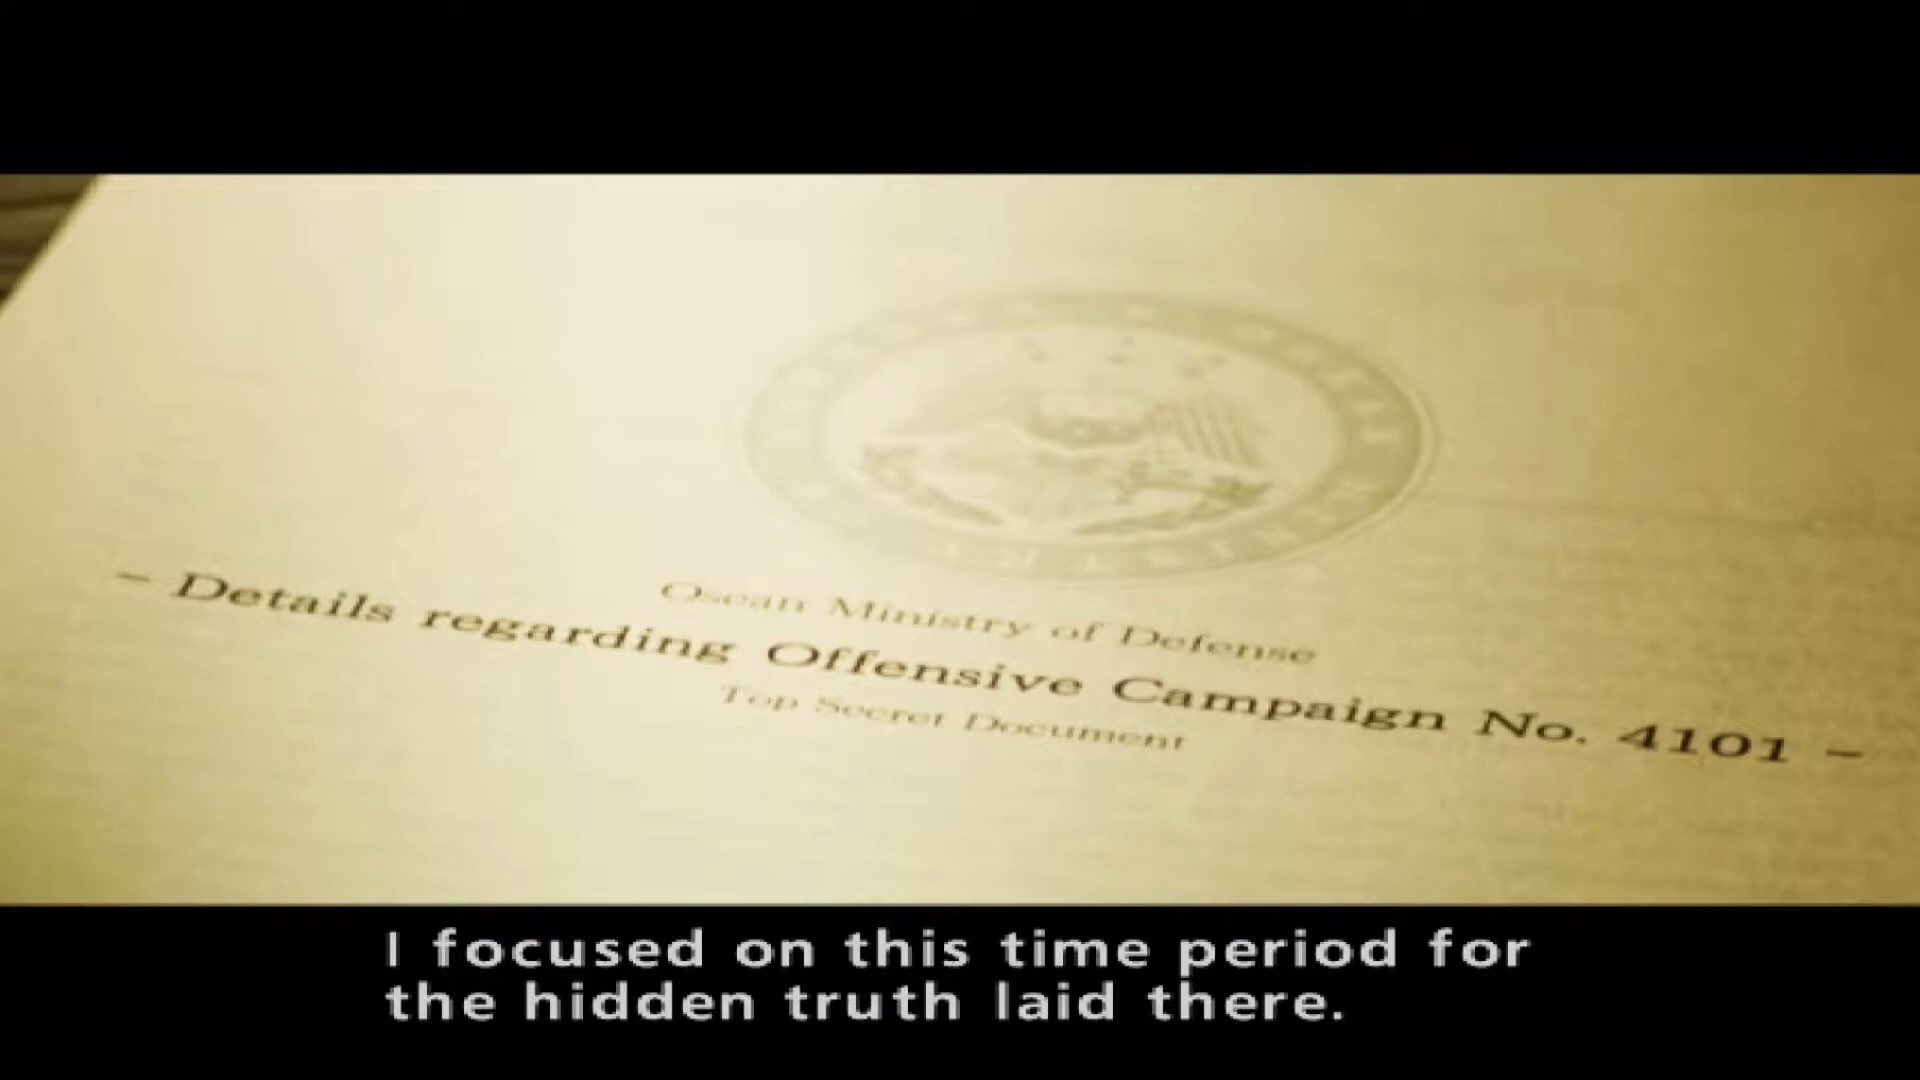 Osean Ministry of Defense
– Details regarding Offensive Campaign No. 4101 –
Top Secret Document
I focused on this time period for
the hidden truth laid there.